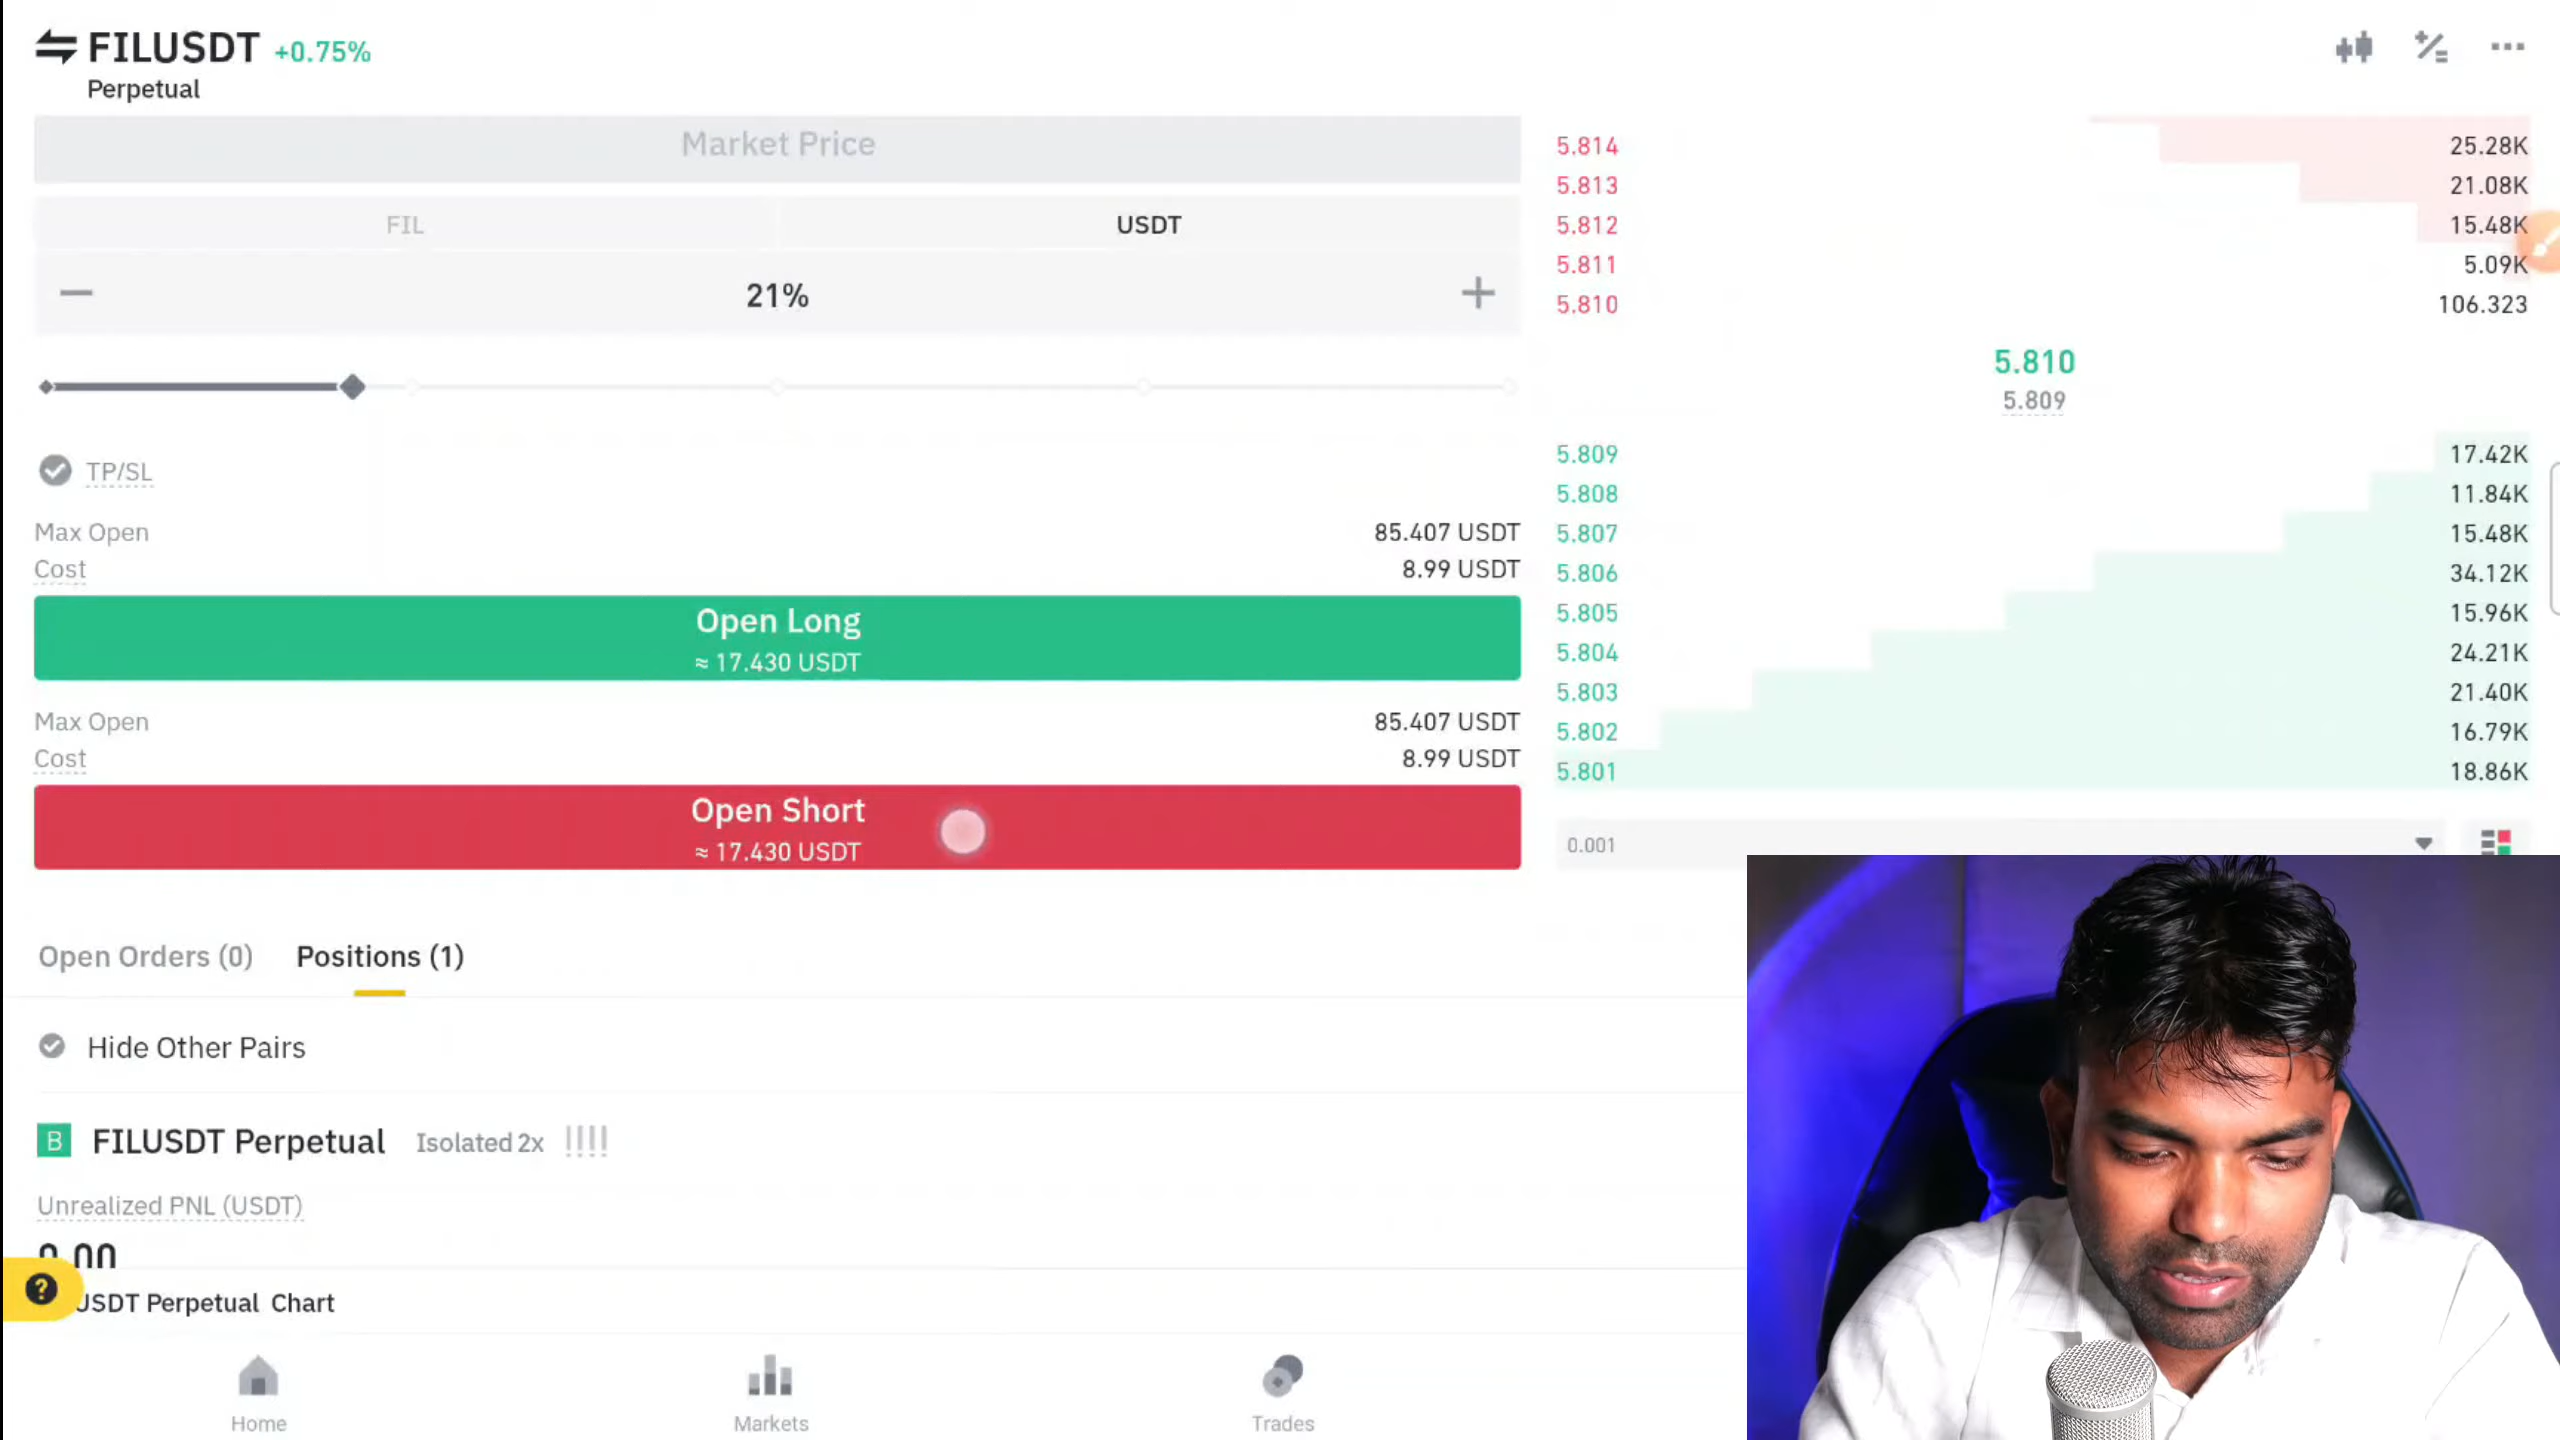 FILUSDT +0.75%
Perpetual
Market Price
FIL USDT
21%
TP/SL
Max Open 85.407 USDT
Cost 8.99 USDT
Open Long
≈ 17.430 USDT
Max Open 85.407 USDT
Cost 8.99 USDT
Open Short
≈ 17.430 USDT
5.814 25.28K
5.813 21.08K
5.812 15.48K
5.811 5.09K
5.810 106.323
5.810
5.809
5.809 17.42K
5.808 11.84K
5.807 15.48K
5.806 34.12K
5.805 15.96K
5.804 24.21K
5.803 21.40K
5.802 16.79K
5.801 18.86K
0.001
Open Orders (0) Positions (1)
Hide Other Pairs
B FILUSDT Perpetual Isolated 2x
Unrealized PNL (USDT)
0.00
? USDT Perpetual Chart
Home Markets Trades